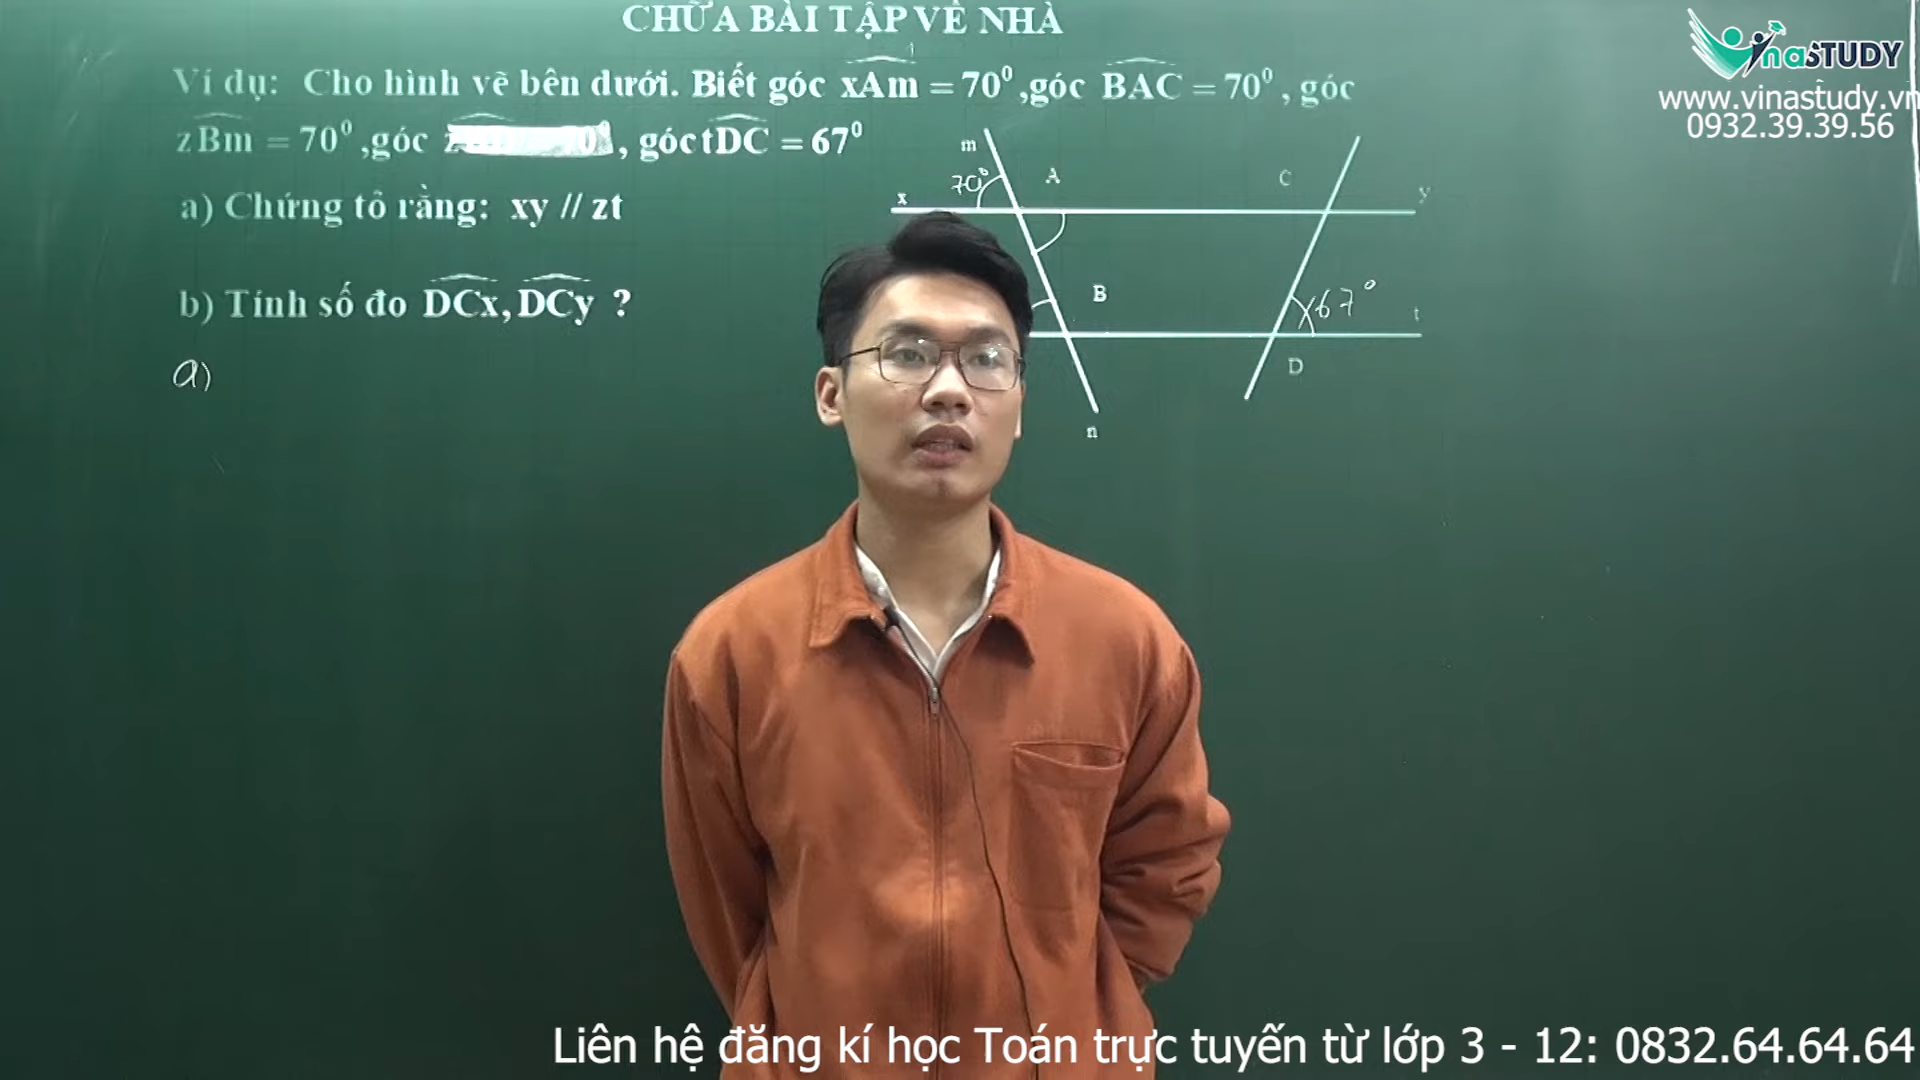 CHỮA BÀI TẬP VỀ NHÀ
Ví dụ: Cho hình vẽ bên dưới. Biết góc xAm = 70⁰ ,góc BAC = 70⁰ , góc
zBm = 70⁰ ,góc , góc tDC = 67⁰
a) Chứng tỏ rằng: xy // zt
b) Tính số đo DCx, DCy ?
a)
m
70°
A
C
x
y
B
67°
t
D
n
VinaSTUDY
www.vinastudy.vn
0932.39.39.56
Liên hệ đăng kí học Toán trực tuyến từ lớp 3 - 12: 0832.64.64.64